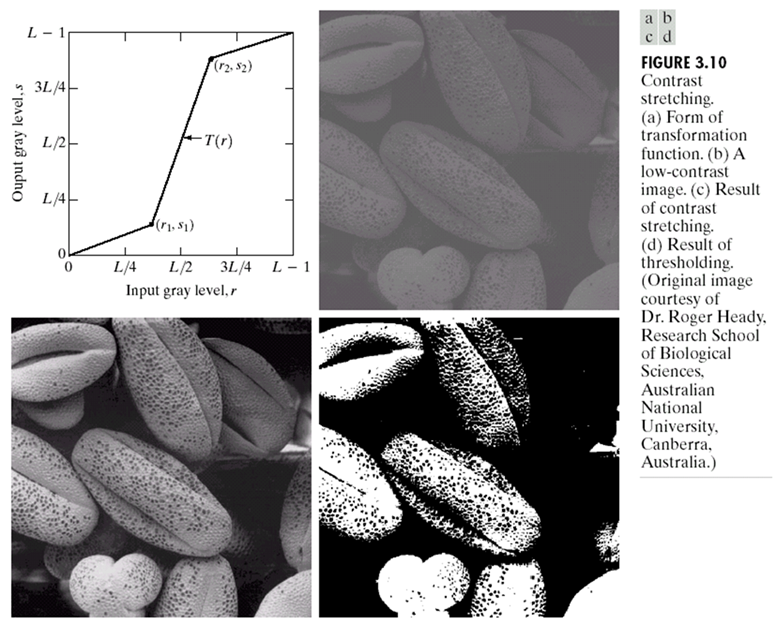 L − 1
3L/4
L/2
L/4
0
Ouput gray level, s
(r₂, s₂)
T(r)
(r₁, s₁)
0 L/4 L/2 3L/4 L − 1
Input gray level, r
a b
c d
FIGURE 3.10
Contrast
stretching.
(a) Form of
transformation
function. (b) A
low-contrast
image. (c) Result
of contrast
stretching.
(d) Result of
thresholding.
(Original image
courtesy of
Dr. Roger Heady,
Research School
of Biological
Sciences,
Australian
National
University,
Canberra,
Australia.)